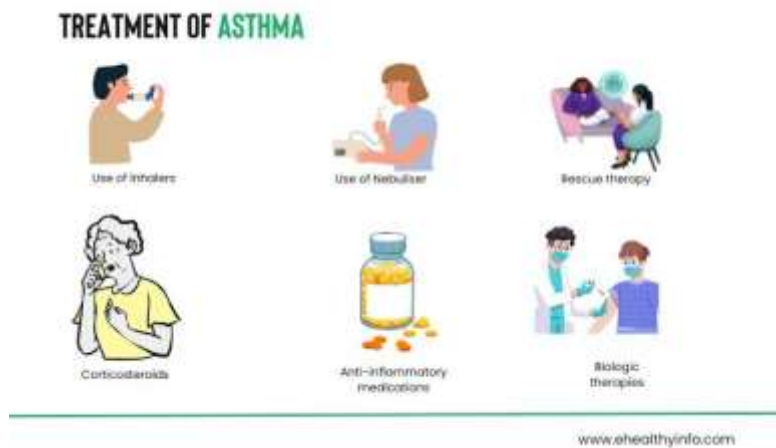 TREATMENT OF ASTHMA
Use of Inhalers
Use of Nebuliser
Rescue therapy
Corticosteroids
Anti-inflammatory
medications
Biologic
therapies
www.ehealthyinfo.com